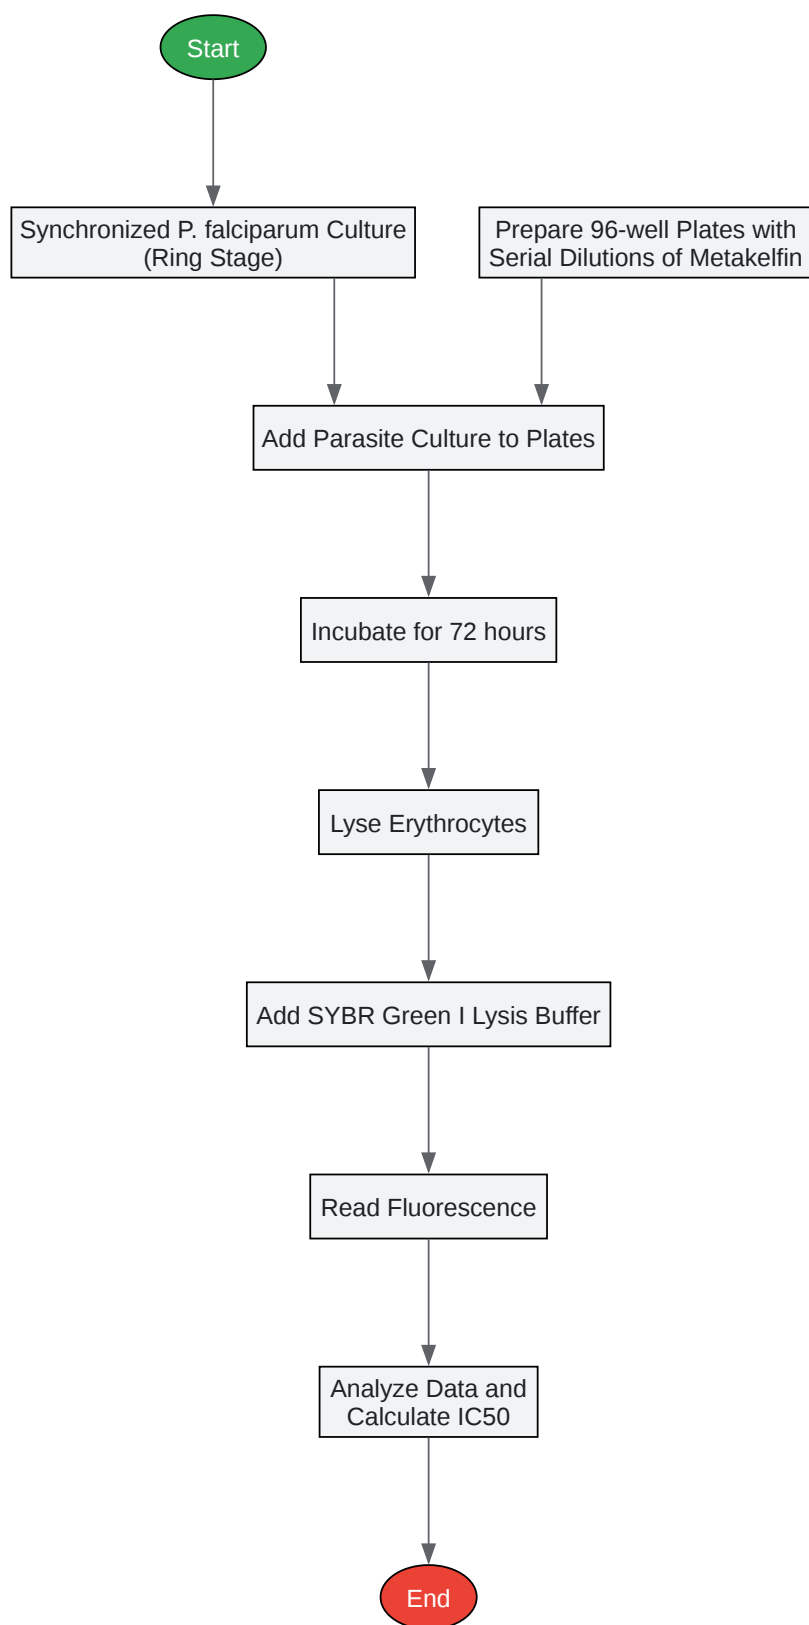 Start
Synchronized P. falciparum Culture
(Ring Stage)
Prepare 96-well Plates with
Serial Dilutions of Metakelfin
Add Parasite Culture to Plates
Incubate for 72 hours
Lyse Erythrocytes
Add SYBR Green I Lysis Buffer
Read Fluorescence
Analyze Data and
Calculate IC50
End